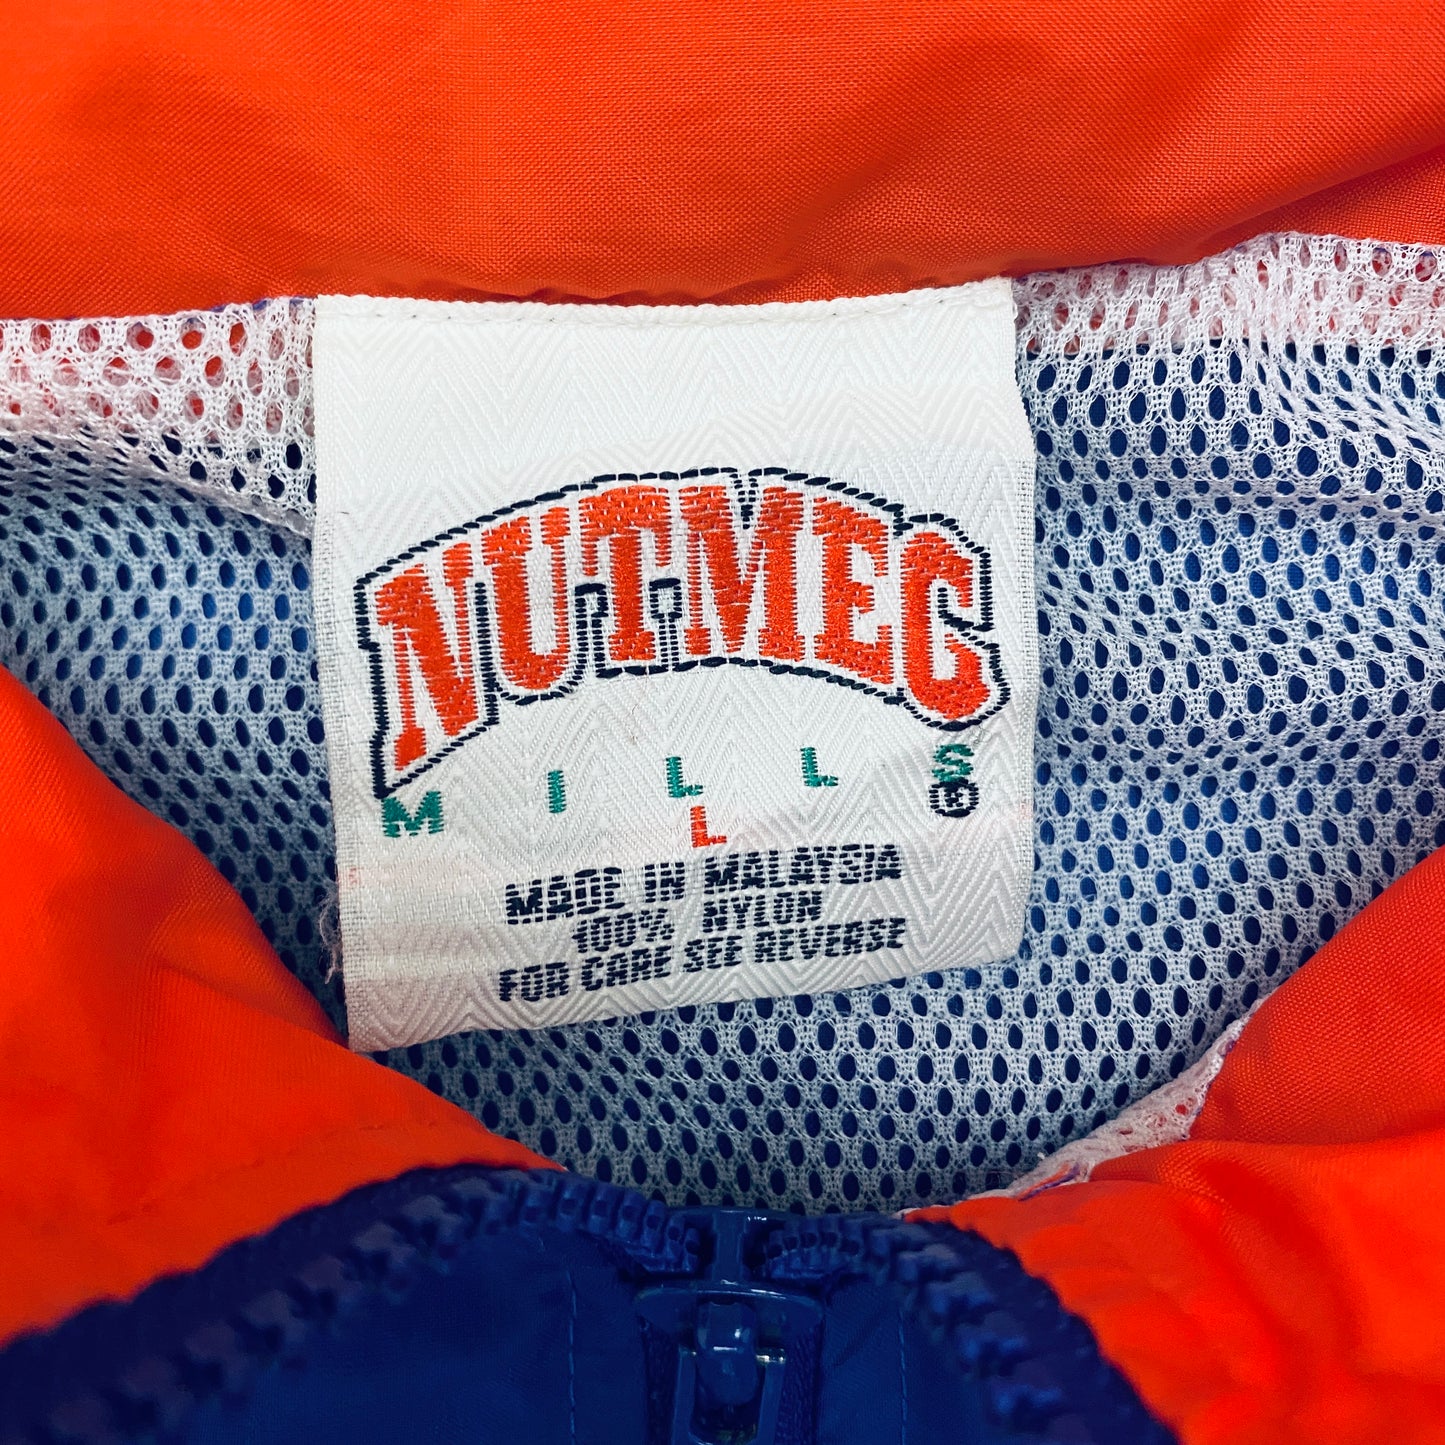 NUTMEG
MILLS®
L
MADE IN MALAYSIA
100% NYLON
FOR CARE SEE REVERSE